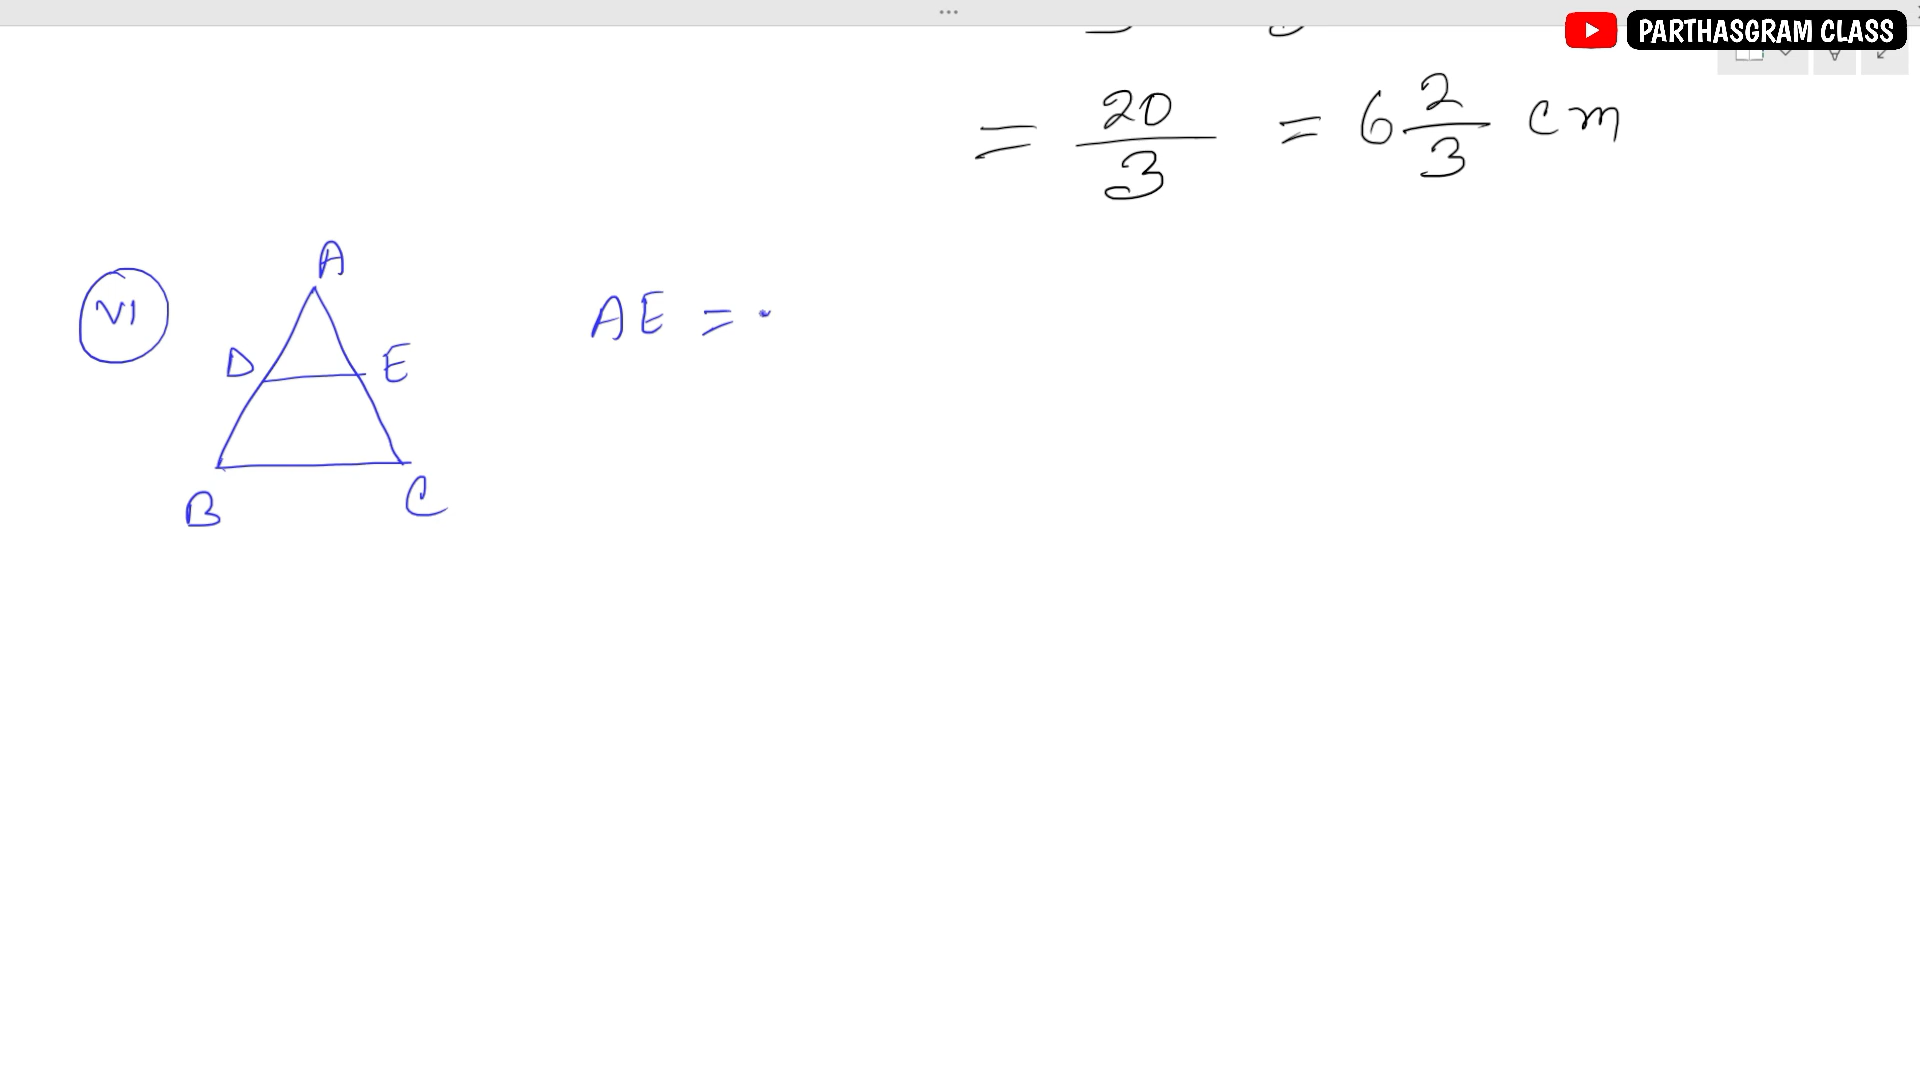 PARTHASGRAM CLASS
= 20/3 = 6 2/3 cm
VI
A
AE = .
D E
B C